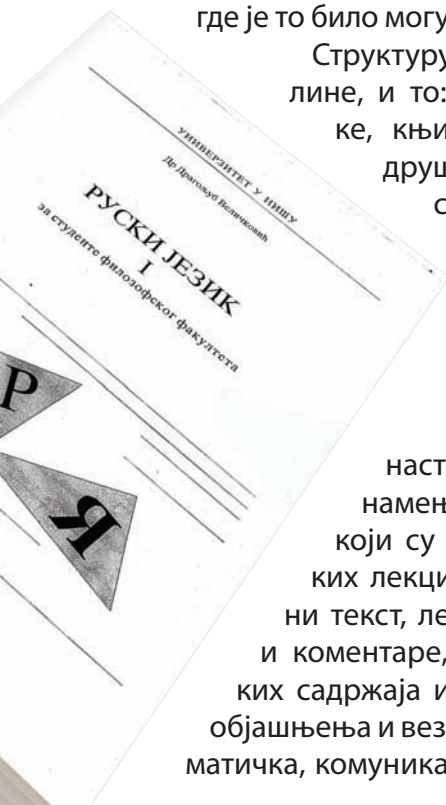 где је то било могу
Структуру
лине, и то:
ке, књи
друш
с
УНИВЕРЗИТЕТ У НИШУ
Др Драгољуб Величковић
РУСКИ ЈЕЗИК
I
за студенте филозофског факултета
Р
Я
наст
намењ
који су
ких лекци
ни текст, ле
и коментаре,
ких садржаја и
објашњења и вез
матичка, комуника